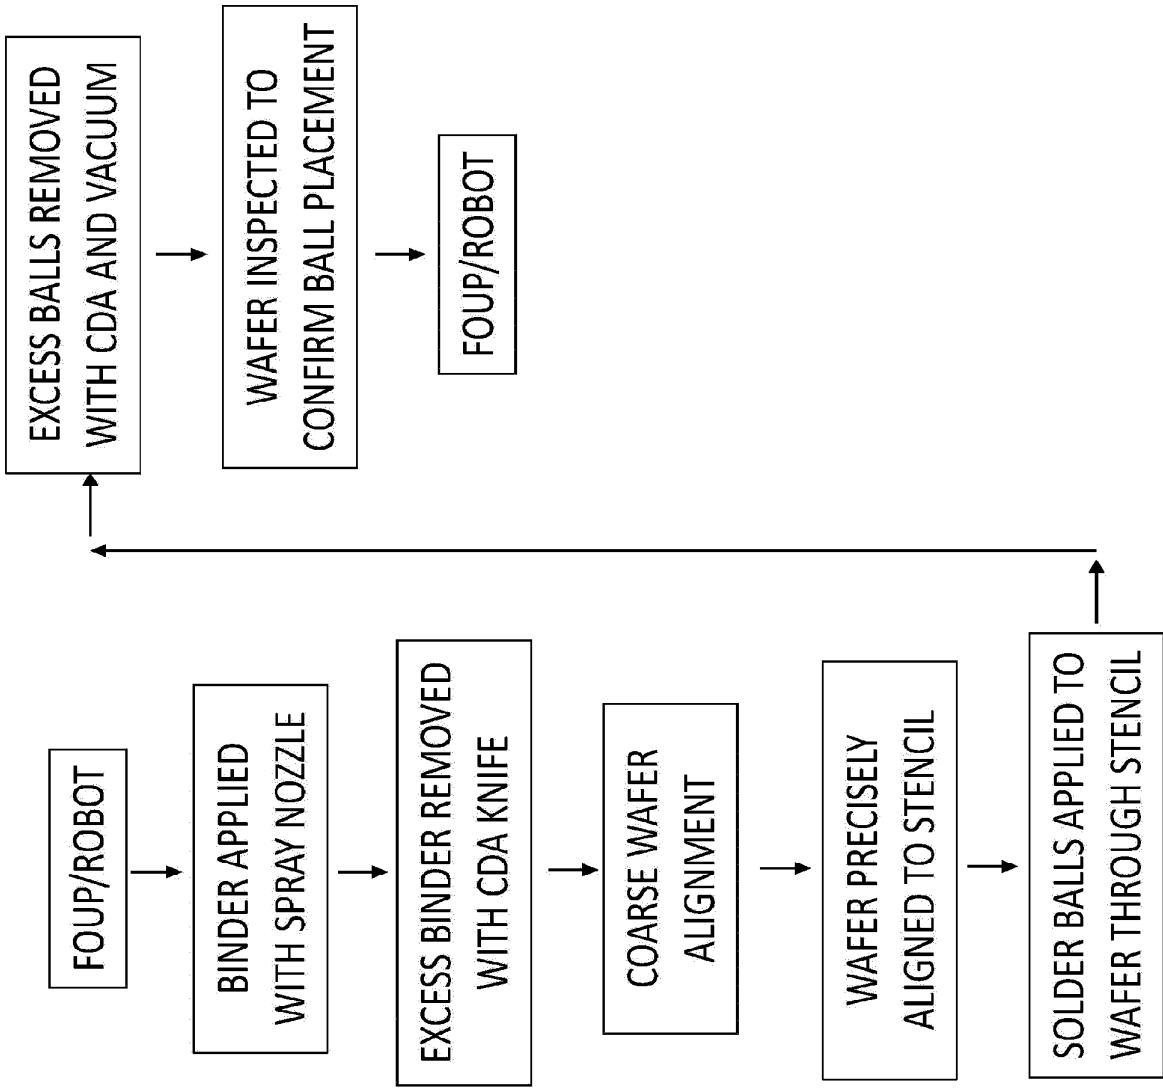 FOUP/ROBOT
BINDER APPLIED
WITH SPRAY NOZZLE
EXCESS BINDER REMOVED
WITH CDA KNIFE
COARSE WAFER
ALIGNMENT
WAFER PRECISELY
ALIGNED TO STENCIL
SOLDER BALLS APPLIED TO
WAFER THROUGH STENCIL
EXCESS BALLS REMOVED
WITH CDA AND VACUUM
WAFER INSPECTED TO
CONFIRM BALL PLACEMENT
FOUP/ROBOT